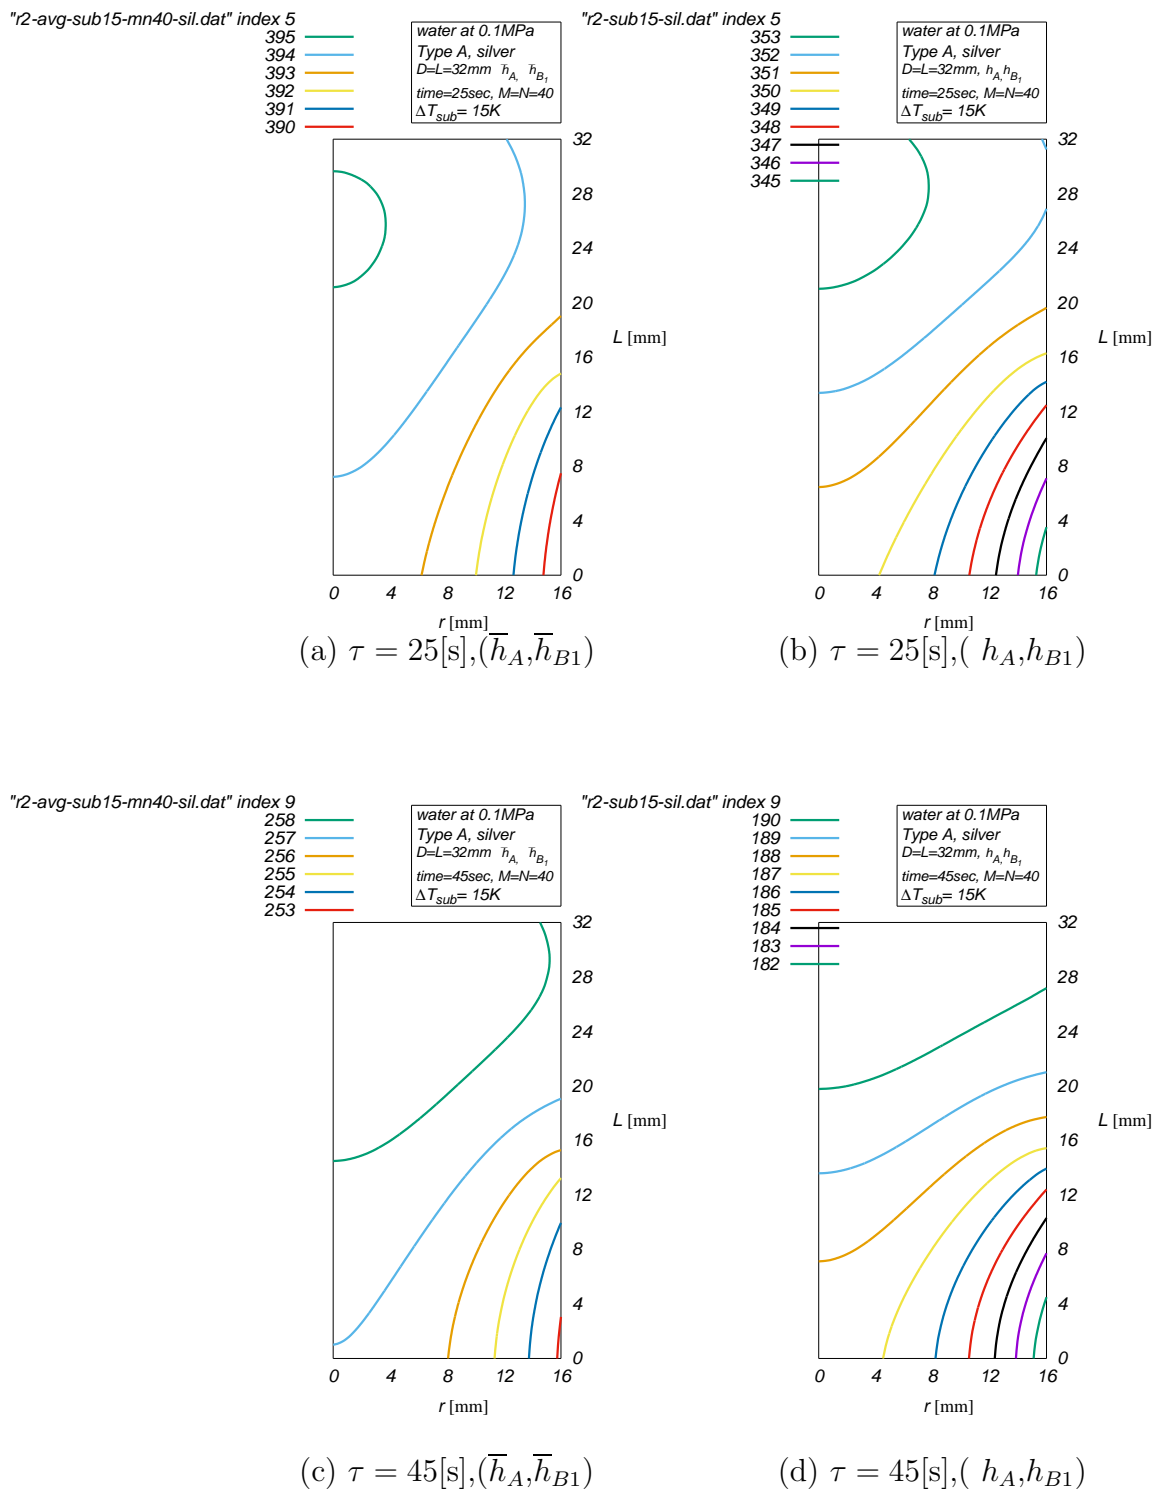 "r2-avg-sub15-mn40-sil.dat" index 5
395
394
393
392
391
390
water at 0.1MPa
Type A, silver
D=L=32mm h̄A, h̄B1
time=25sec, M=N=40
ΔTsub= 15K
32
28
24
20
16
12
8
4
0
L [mm]
0 4 8 12 16
r [mm]
(a) τ = 25[s],(h̄A,h̄B1)
"r2-sub15-sil.dat" index 5
353
352
351
350
349
348
347
346
345
water at 0.1MPa
Type A, silver
D=L=32mm, hA,hB1
time=25sec, M=N=40
ΔTsub= 15K
32
28
24
20
16
12
8
4
0
L [mm]
0 4 8 12 16
r [mm]
(b) τ = 25[s],( hA,hB1)
"r2-avg-sub15-mn40-sil.dat" index 9
258
257
256
255
254
253
water at 0.1MPa
Type A, silver
D=L=32mm h̄A, h̄B1
time=45sec, M=N=40
ΔTsub= 15K
32
28
24
20
16
12
8
4
0
L [mm]
0 4 8 12 16
r [mm]
(c) τ = 45[s],(h̄A,h̄B1)
"r2-sub15-sil.dat" index 9
190
189
188
187
186
185
184
183
182
water at 0.1MPa
Type A, silver
D=L=32mm, hA,hB1
time=45sec, M=N=40
ΔTsub= 15K
32
28
24
20
16
12
8
4
0
L [mm]
0 4 8 12 16
r [mm]
(d) τ = 45[s],( hA,hB1)